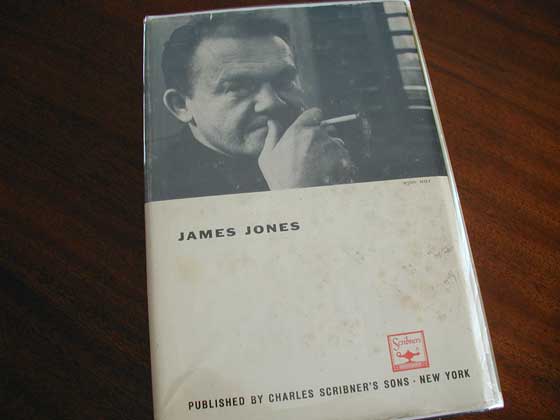 JAMES JONES
Scribners
PUBLISHED BY CHARLES SCRIBNER'S SONS · NEW YORK